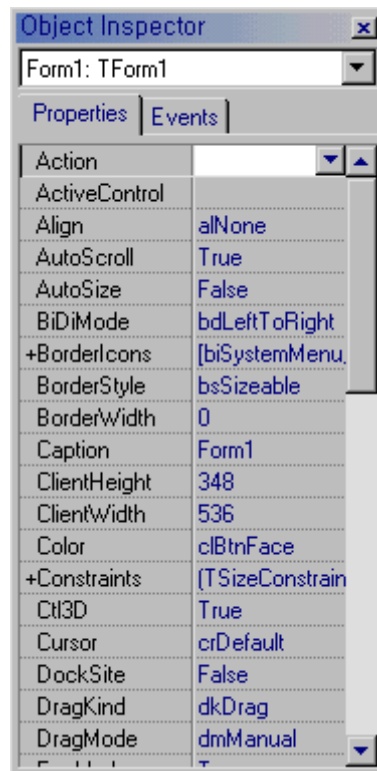 Object Inspector
Form1: TForm1
Properties Events
Action
ActiveControl
Align alNone
AutoScroll True
AutoSize False
BiDiMode bdLeftToRight
+BorderIcons [biSystemMenu,
BorderStyle bsSizeable
BorderWidth 0
Caption Form1
ClientHeight 348
ClientWidth 536
Color clBtnFace
+Constraints (TSizeConstrain
Ctl3D True
Cursor crDefault
DockSite False
DragKind dkDrag
DragMode dmManual